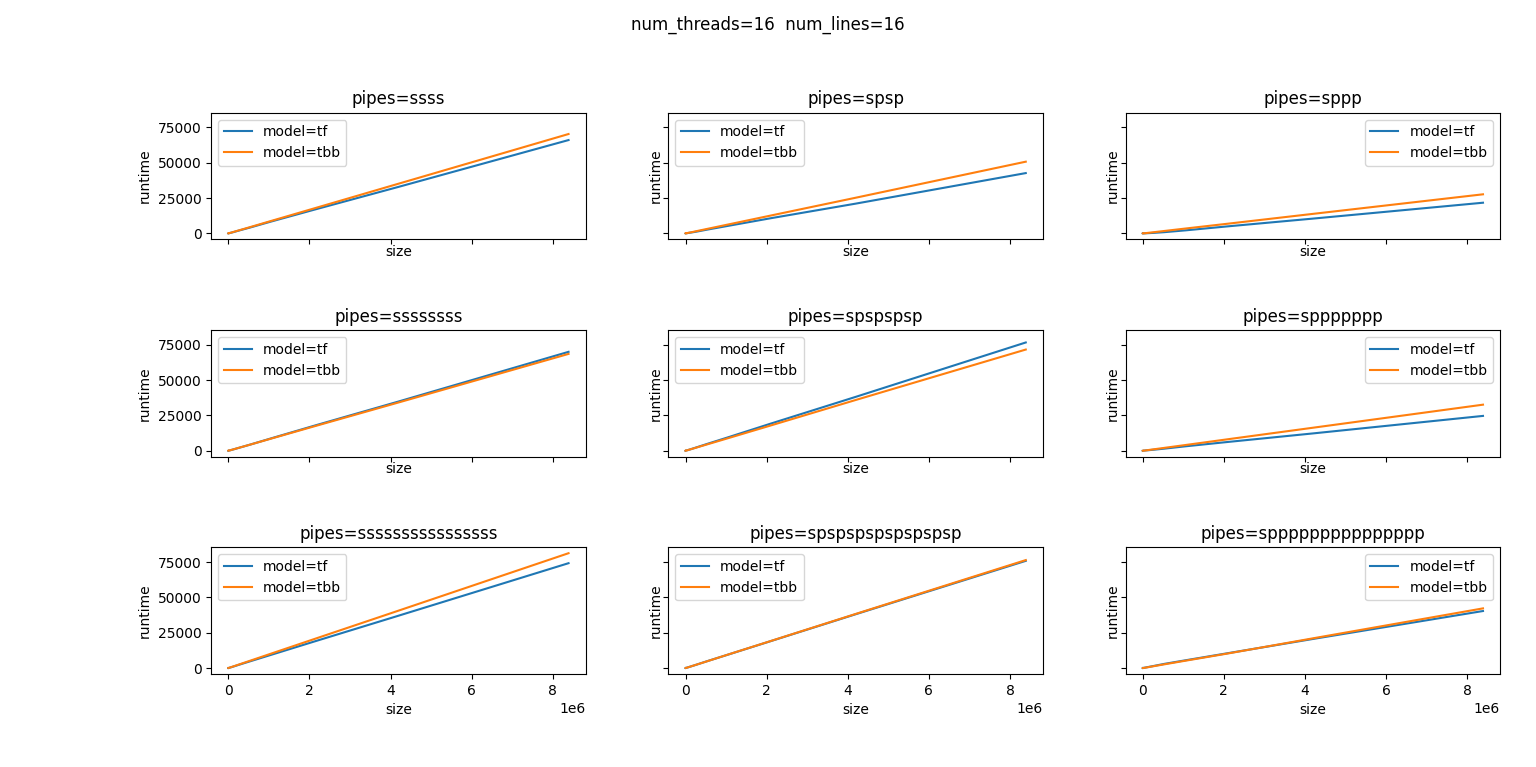 num_threads=16  num_lines=16
pipes=ssss
model=tf
model=tbb
75000
50000
25000
0
runtime
size
pipes=spsp
model=tf
model=tbb
runtime
size
pipes=sppp
model=tf
model=tbb
runtime
size
pipes=ssssssss
model=tf
model=tbb
75000
50000
25000
0
runtime
size
pipes=spspspsp
model=tf
model=tbb
runtime
size
pipes=sppppppp
model=tf
model=tbb
runtime
size
pipes=ssssssssssssssss
model=tf
model=tbb
75000
50000
25000
0
runtime
0 2 4 6 8
size
1e6
pipes=spspspspspspspsp
model=tf
model=tbb
runtime
0 2 4 6 8
size
1e6
pipes=sppppppppppppppp
model=tf
model=tbb
runtime
0 2 4 6 8
size
1e6